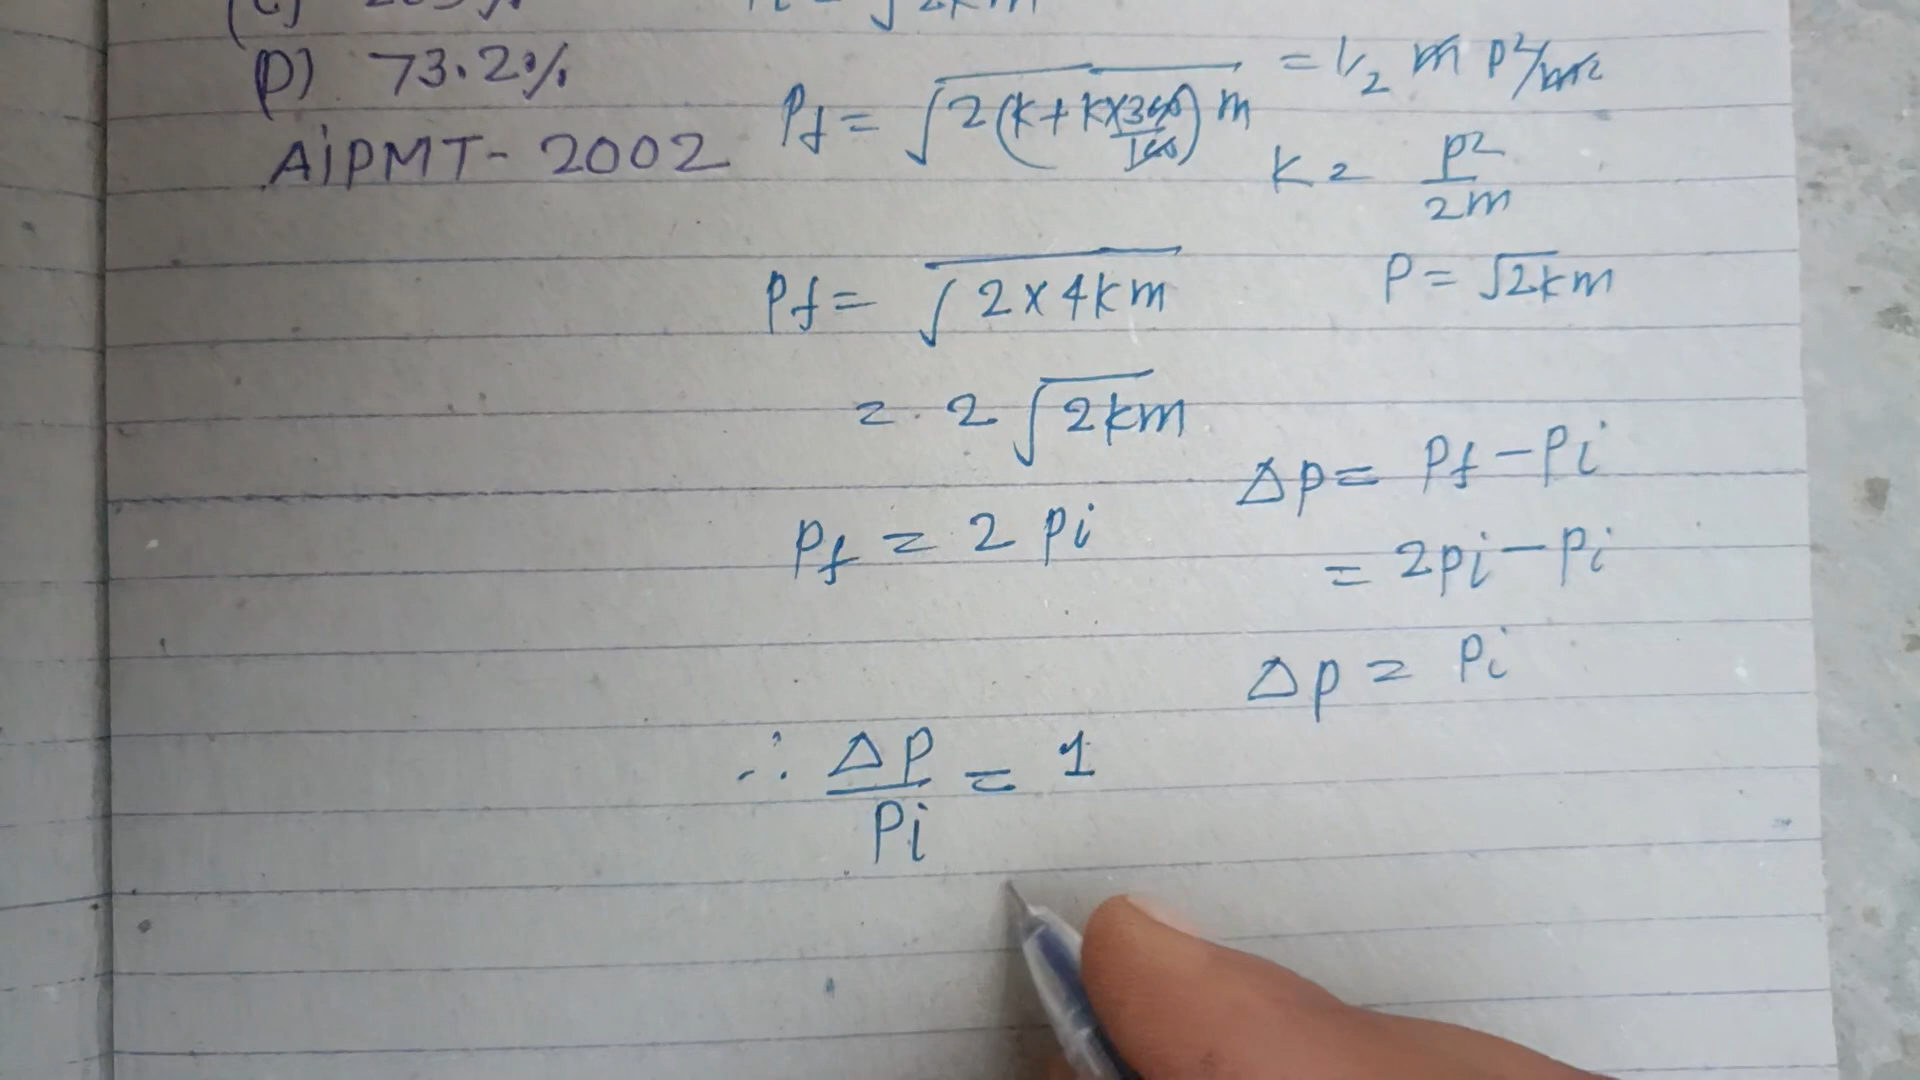 D) 73.2%
AiPMT- 2002
Pf = √2(K+K×300/100) m
= 1/2 m P²/m²
K = P²/2m
Pf = √2×4km
P = √2km
= 2 √2km
Δp = Pf - Pi
Pf = 2 Pi
= 2pi - Pi
Δp = Pi
∴ ΔP/Pi = 1